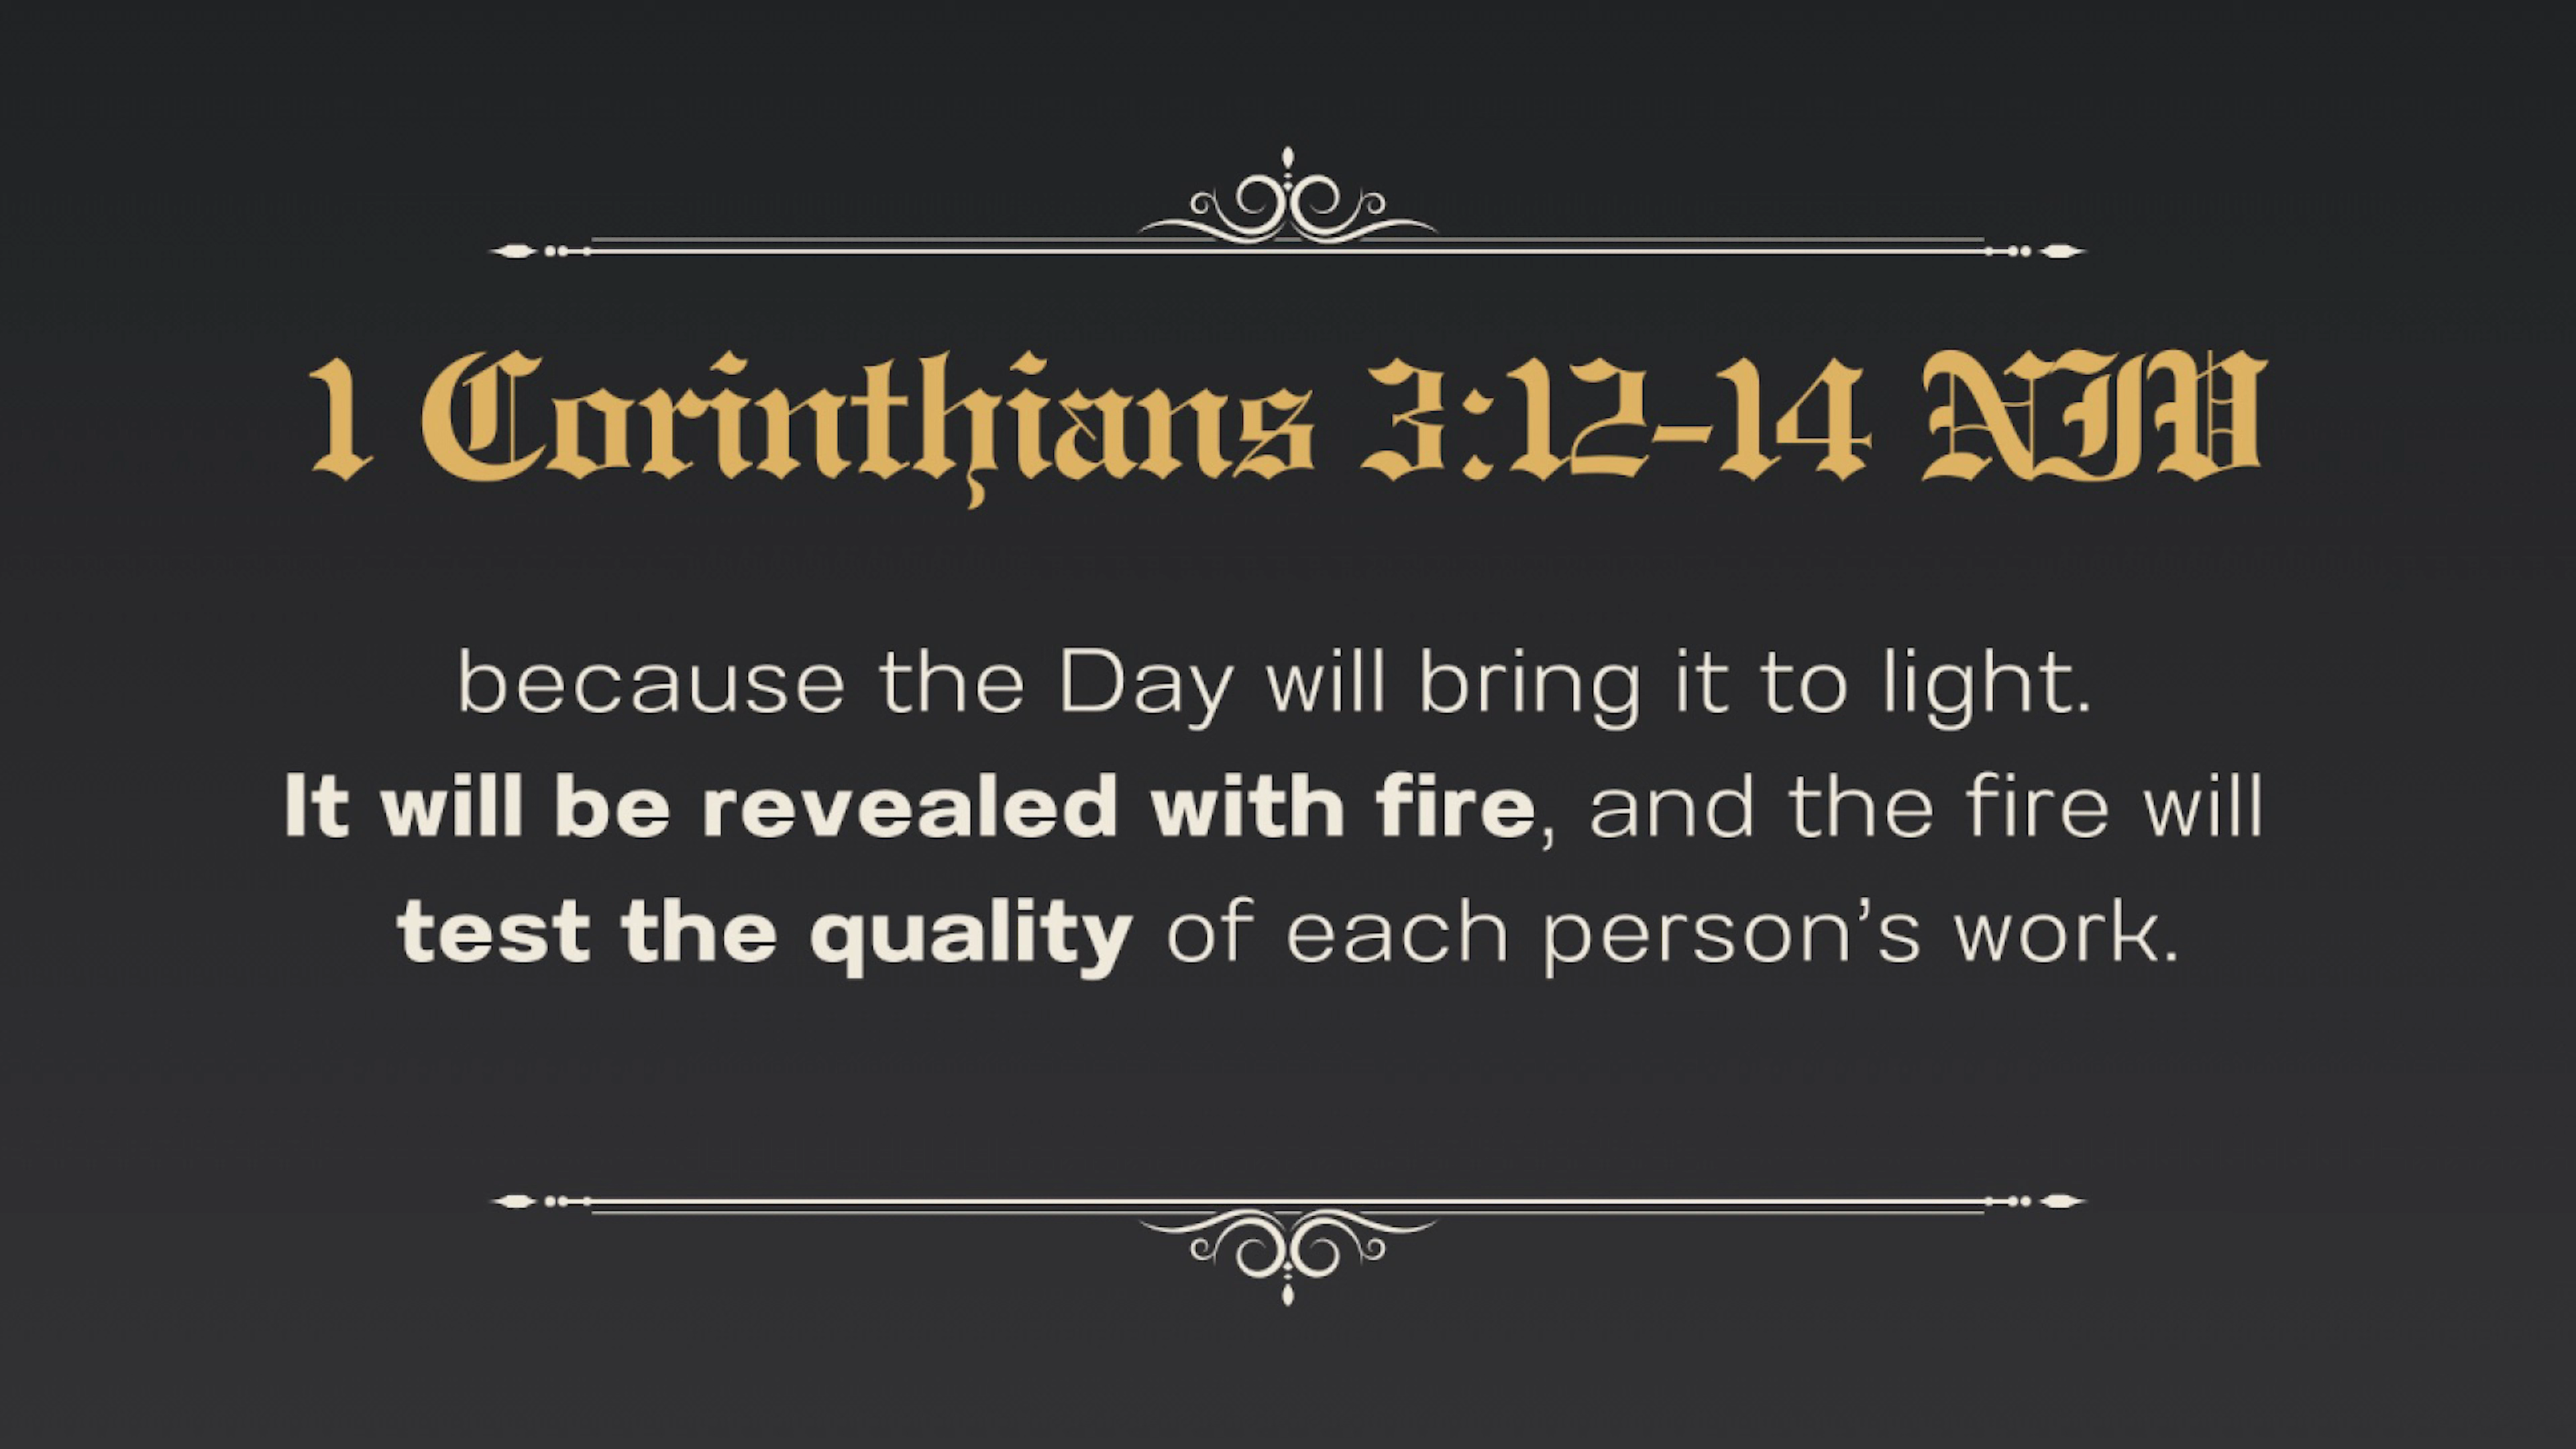 1 Corinthians 3:12-14 NIV
because the Day will bring it to light.
It will be revealed with fire, and the fire will
test the quality of each person’s work.